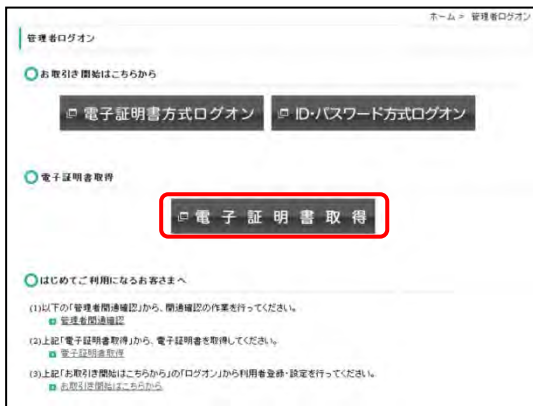 ホーム > 管理者ログオン
管理者ログオン
お取引き開始はこちらから
電子証明書方式ログオン ID・パスワード方式ログオン
電子証明書取得
電子証明書取得
はじめてご利用になるお客さまへ
(1)以下の「管理者開通確認」から、開通確認の作業を行ってください。
管理者開通確認
(2)上記「電子証明書取得」から、電子証明書を取得してください。
電子証明書取得
(3)上記「お取引き開始はこちらから」の「ログオン」から利用者登録・設定を行ってください。
お取引き開始はこちらから